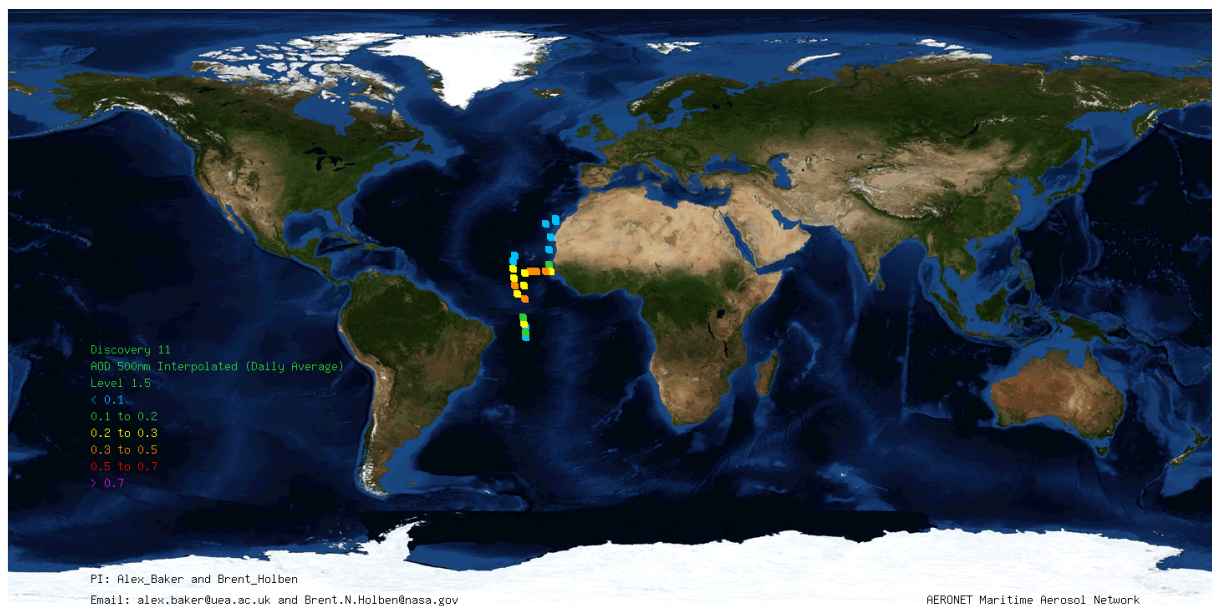 Discovery 11
AOD 500nm Interpolated (Daily Average)
Level 1.5
< 0.1
0.1 to 0.2
0.2 to 0.3
0.3 to 0.5
0.5 to 0.7
> 0.7
PI: Alex_Baker and Brent_Holben
Email: alex.baker@uea.ac.uk and Brent.N.Holben@nasa.gov
AERONET Maritime Aerosol Network